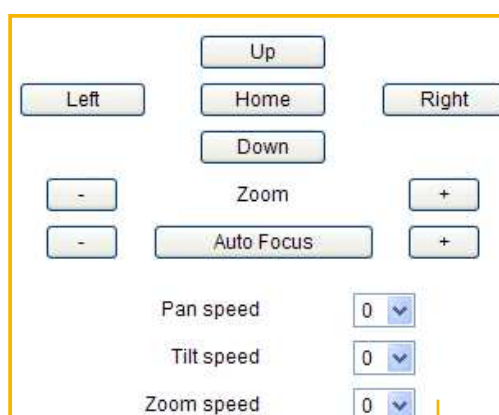 Up
Left Home Right
Down
- Zoom +
- Auto Focus +
Pan speed 0
Tilt speed 0
Zoom speed 0